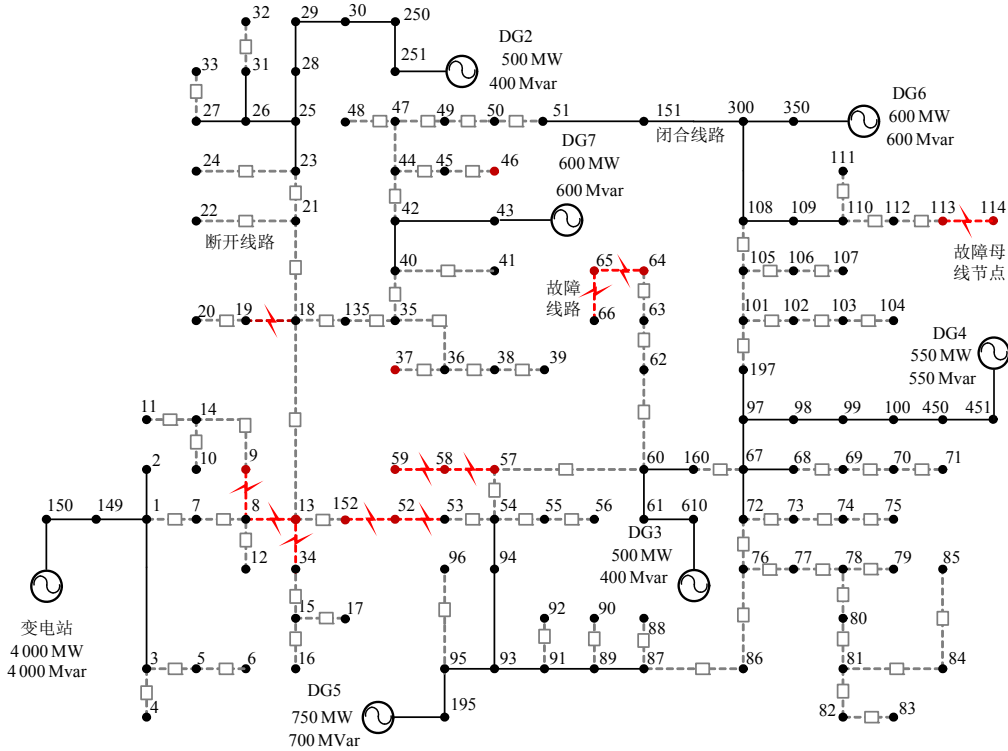 32 29 30 250
DG2
500 MW
400 Mvar
251
33 31 28
27 26 25
48 47 49 50 51 151 300 350
闭合线路
DG6
600 MW
600 Mvar
DG7
600 MW
600 Mvar
24 23 44 45 46 111
22 21 42 43 108 109 110 112 113 114
断开线路
故障母
线节点
40 41 65 64 105 106 107
故障
线路
20 19 18 135 35 66 63 101 102 103 104
DG4
550 MW
550 Mvar
37 36 38 39 62 197
11 14 97 98 99 100 450 451
2 10 9 59 58 57 60 160 67 68 69 70 71
150 149 1 7 8 13 152 52 53 54 55 56 61 610 72 73 74 75
DG3
500 MW
400 Mvar
12 34 96 94 76 77 78 79 85
变电站
4 000 MW
4 000 Mvar
15 17 92 90 88 80
3 5 6 16 95 93 91 89 87 86 81 84
4 195 82 83
DG5
750 MW
700 MVar